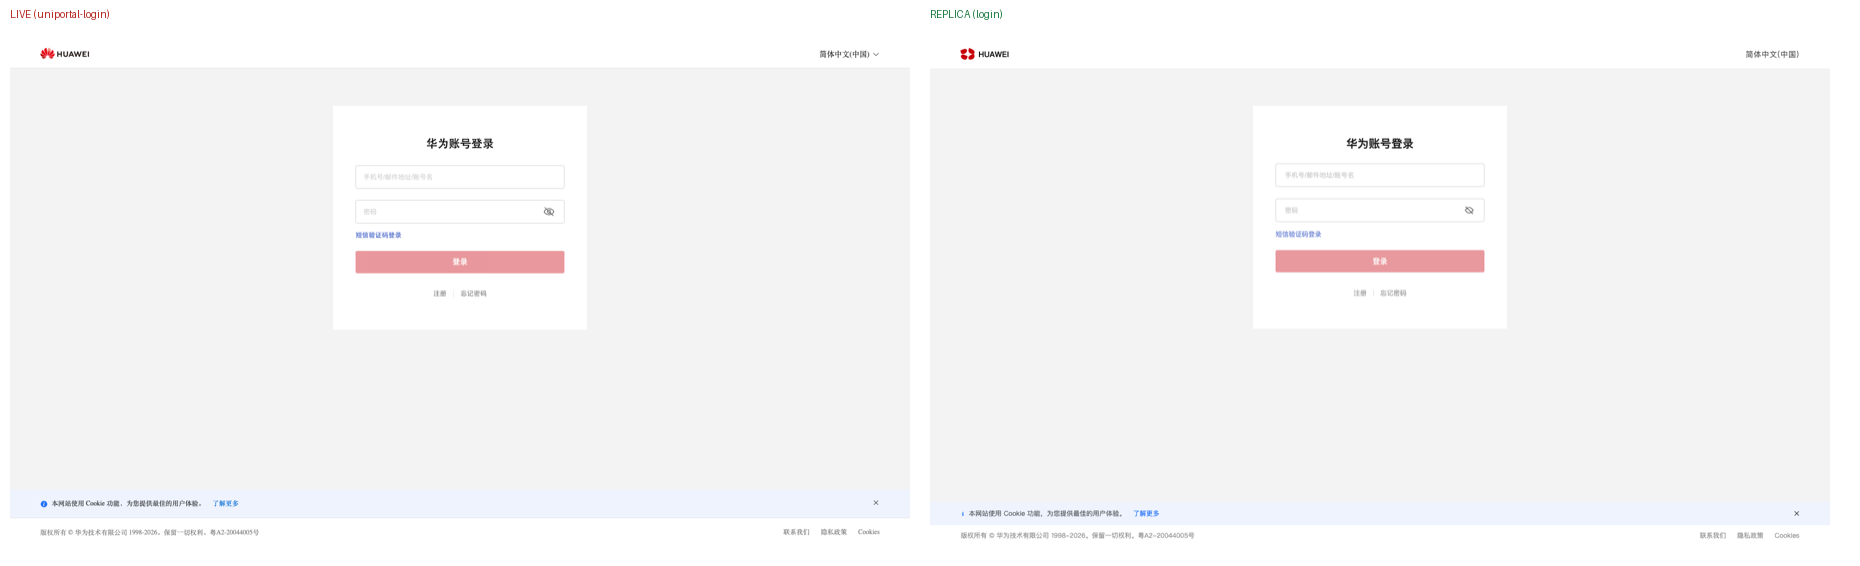 LIVE (uniportal-login)
HUAWEI
简体中文(中国)
华为账号登录
手机号/邮件地址/账号名
密码
短信验证码登录
登录
注册
忘记密码
本网站使用 Cookie 功能，为您提供最佳的用户体验。 了解更多
版权所有 © 华为技术有限公司 1998-2026。保留一切权利。粤A2-20044005号
联系我们 隐私政策 Cookies
REPLICA (login)
HUAWEI
简体中文(中国)
华为账号登录
手机号/邮件地址/账号名
密码
短信验证码登录
登录
注册
忘记密码
本网站使用 Cookie 功能，为您提供最佳的用户体验。 了解更多
版权所有 © 华为技术有限公司 1998-2026。保留一切权利。粤A2-20044005号
联系我们 隐私政策 Cookies